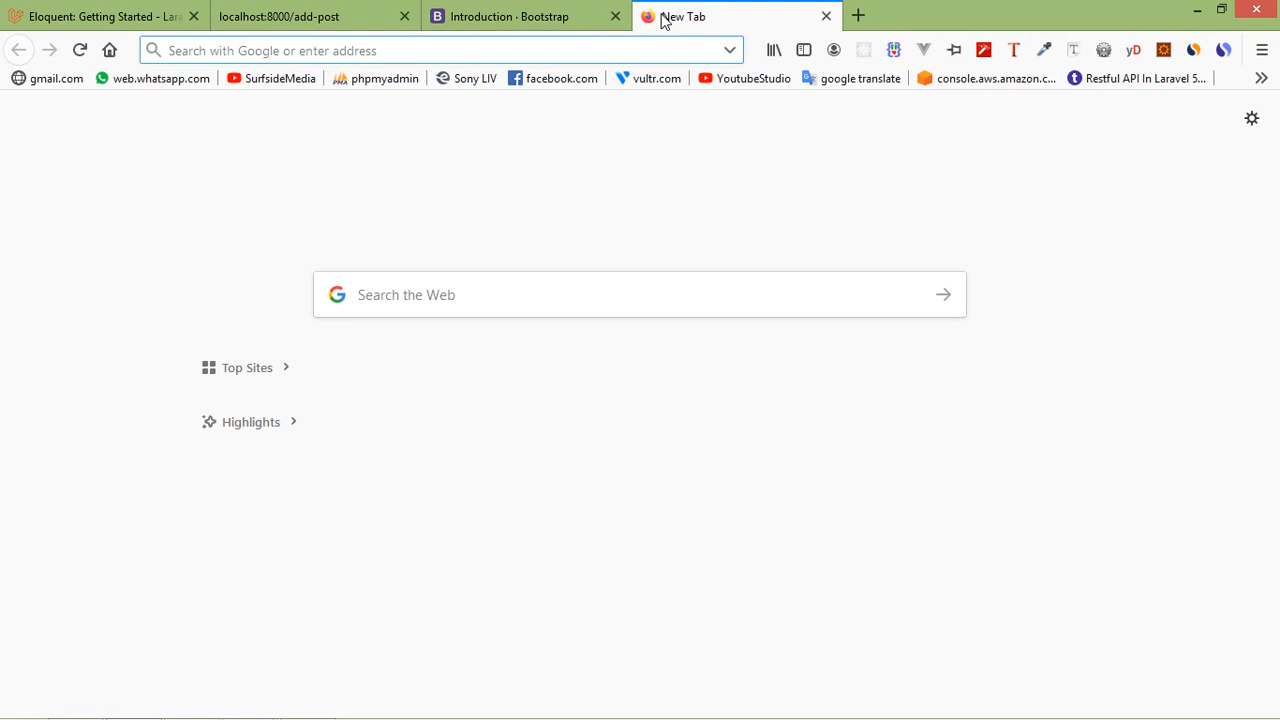 Eloquent: Getting Started - Lara
localhost:8000/add-post
Introduction · Bootstrap
New Tab
Search with Google or enter address
T
T
yD
gmail.com
web.whatsapp.com
SurfsideMedia
phpmyadmin
Sony LIV
facebook.com
vultr.com
YoutubeStudio
google translate
console.aws.amazon.c...
Restful API In Laravel 5...
Search the Web
Top Sites
Highlights